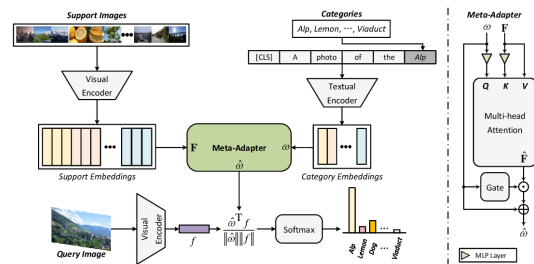 Support Images
Categories
Alp, Lemon, ⋯, Viaduct
[CLS] A photo of the Alp
Visual
Encoder
Textual
Encoder
F
Meta-Adapter
ω̂
ω
Support Embeddings
Category Embeddings
Query Image
Visual
Encoder
f
ω̂ᵀ f
‖ω̂‖‖f‖
Softmax
Alp
Lemon
Dog
...
Viaduct
Meta-Adapter
ω F
Q K V
Multi-head
Attention
F̂
Gate
ω̂
MLP Layer